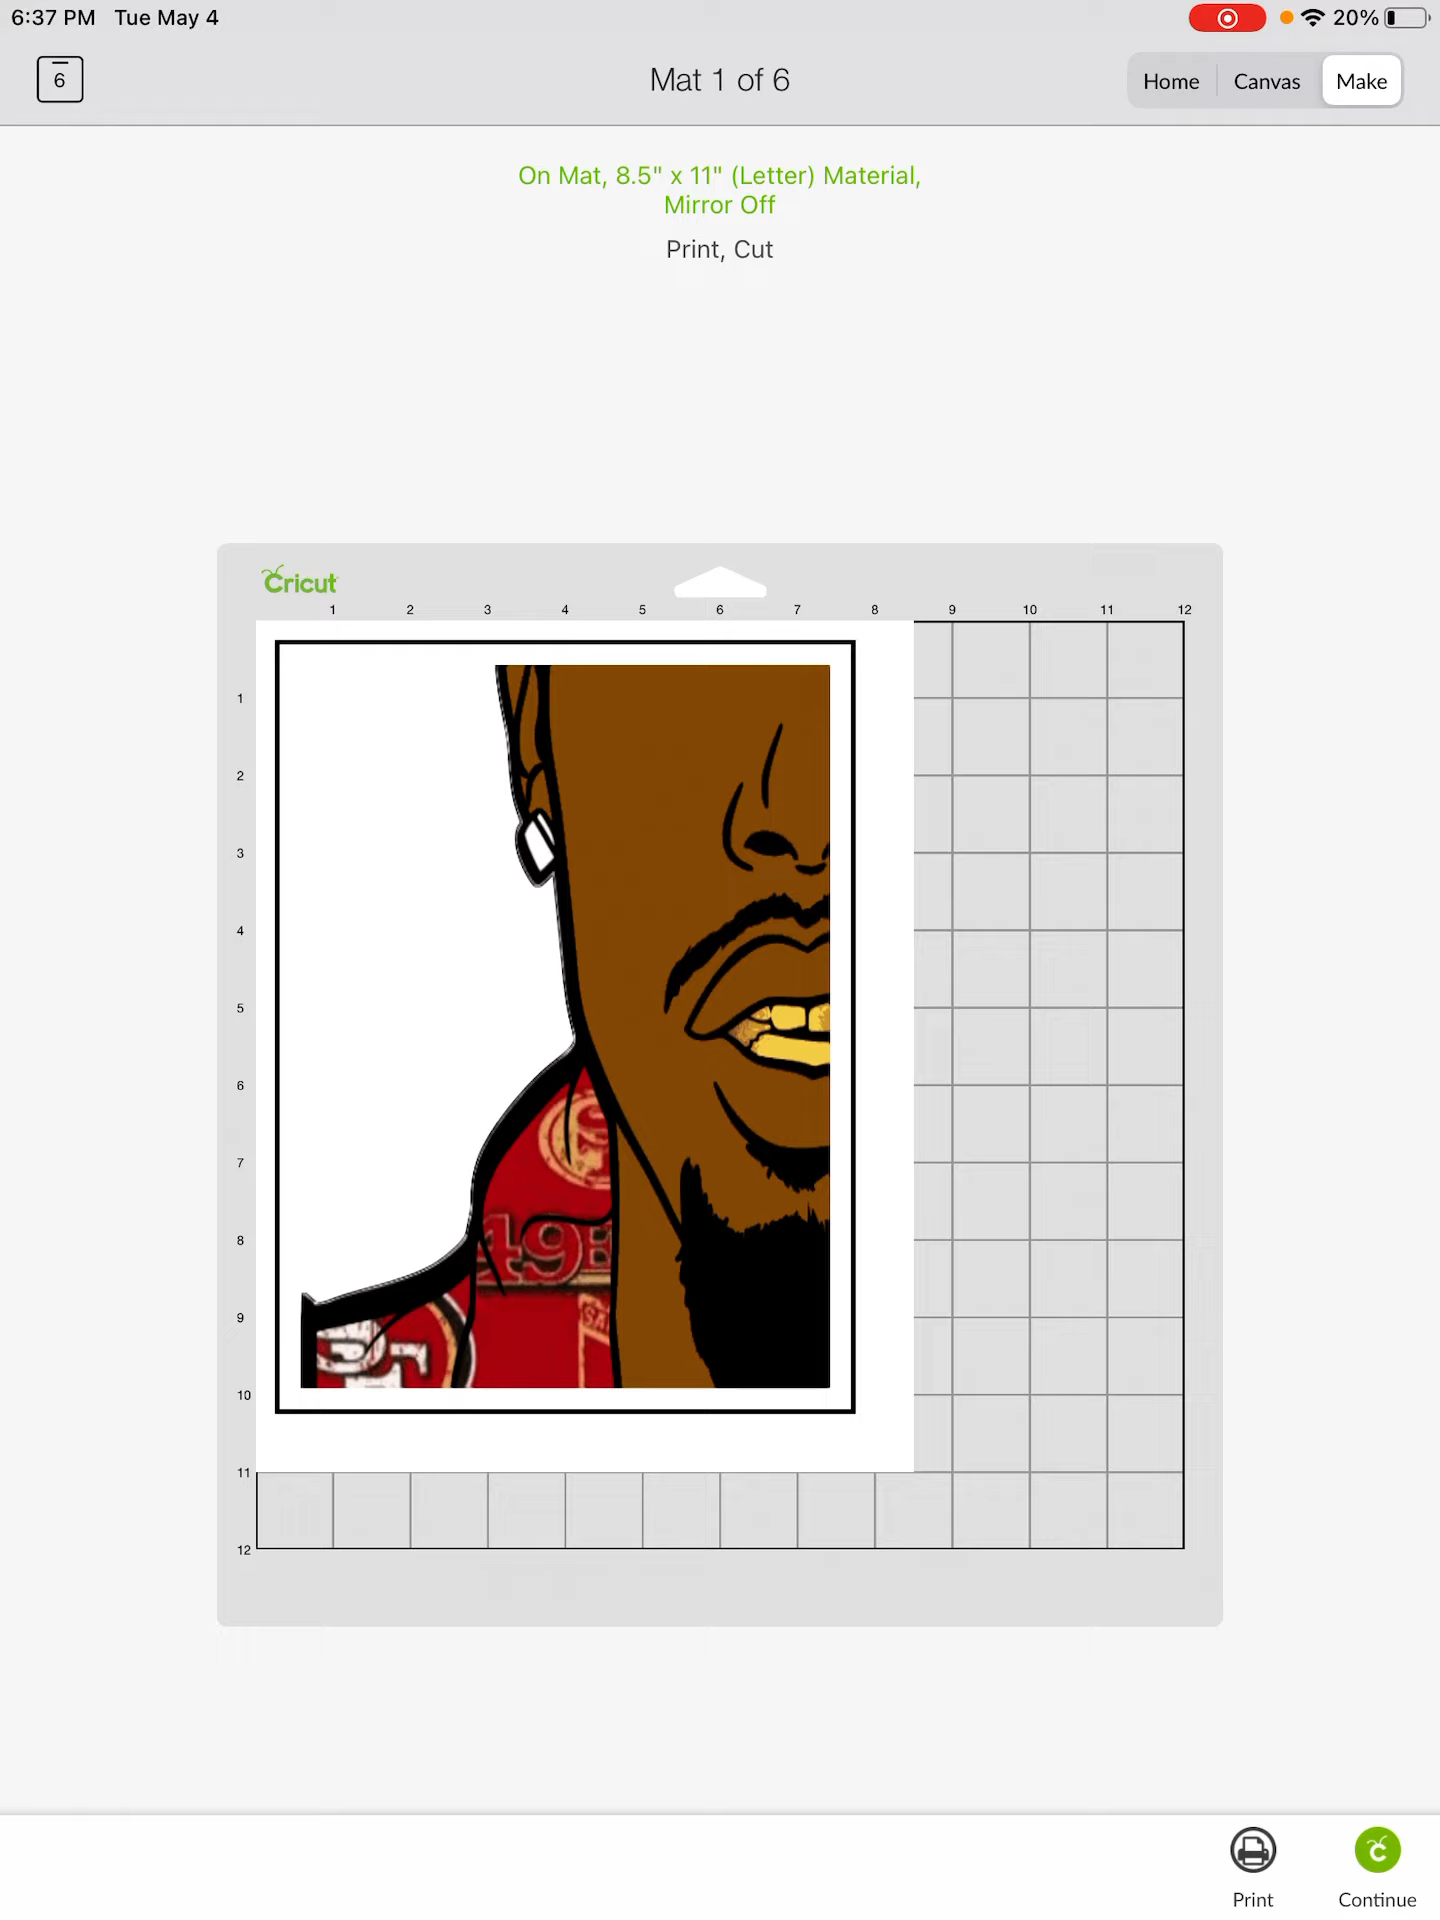 6:37 PM Tue May 4
20%
6
Mat 1 of 6
Home
Canvas
Make
On Mat, 8.5" x 11" (Letter) Material,
Mirror Off
Print, Cut
Cricut
1 2 3 4 5 6 7 8 9 10 11 12
1
2
3
4
5
6
7
8
49E
SA
9
10
11
12
Print
Continue